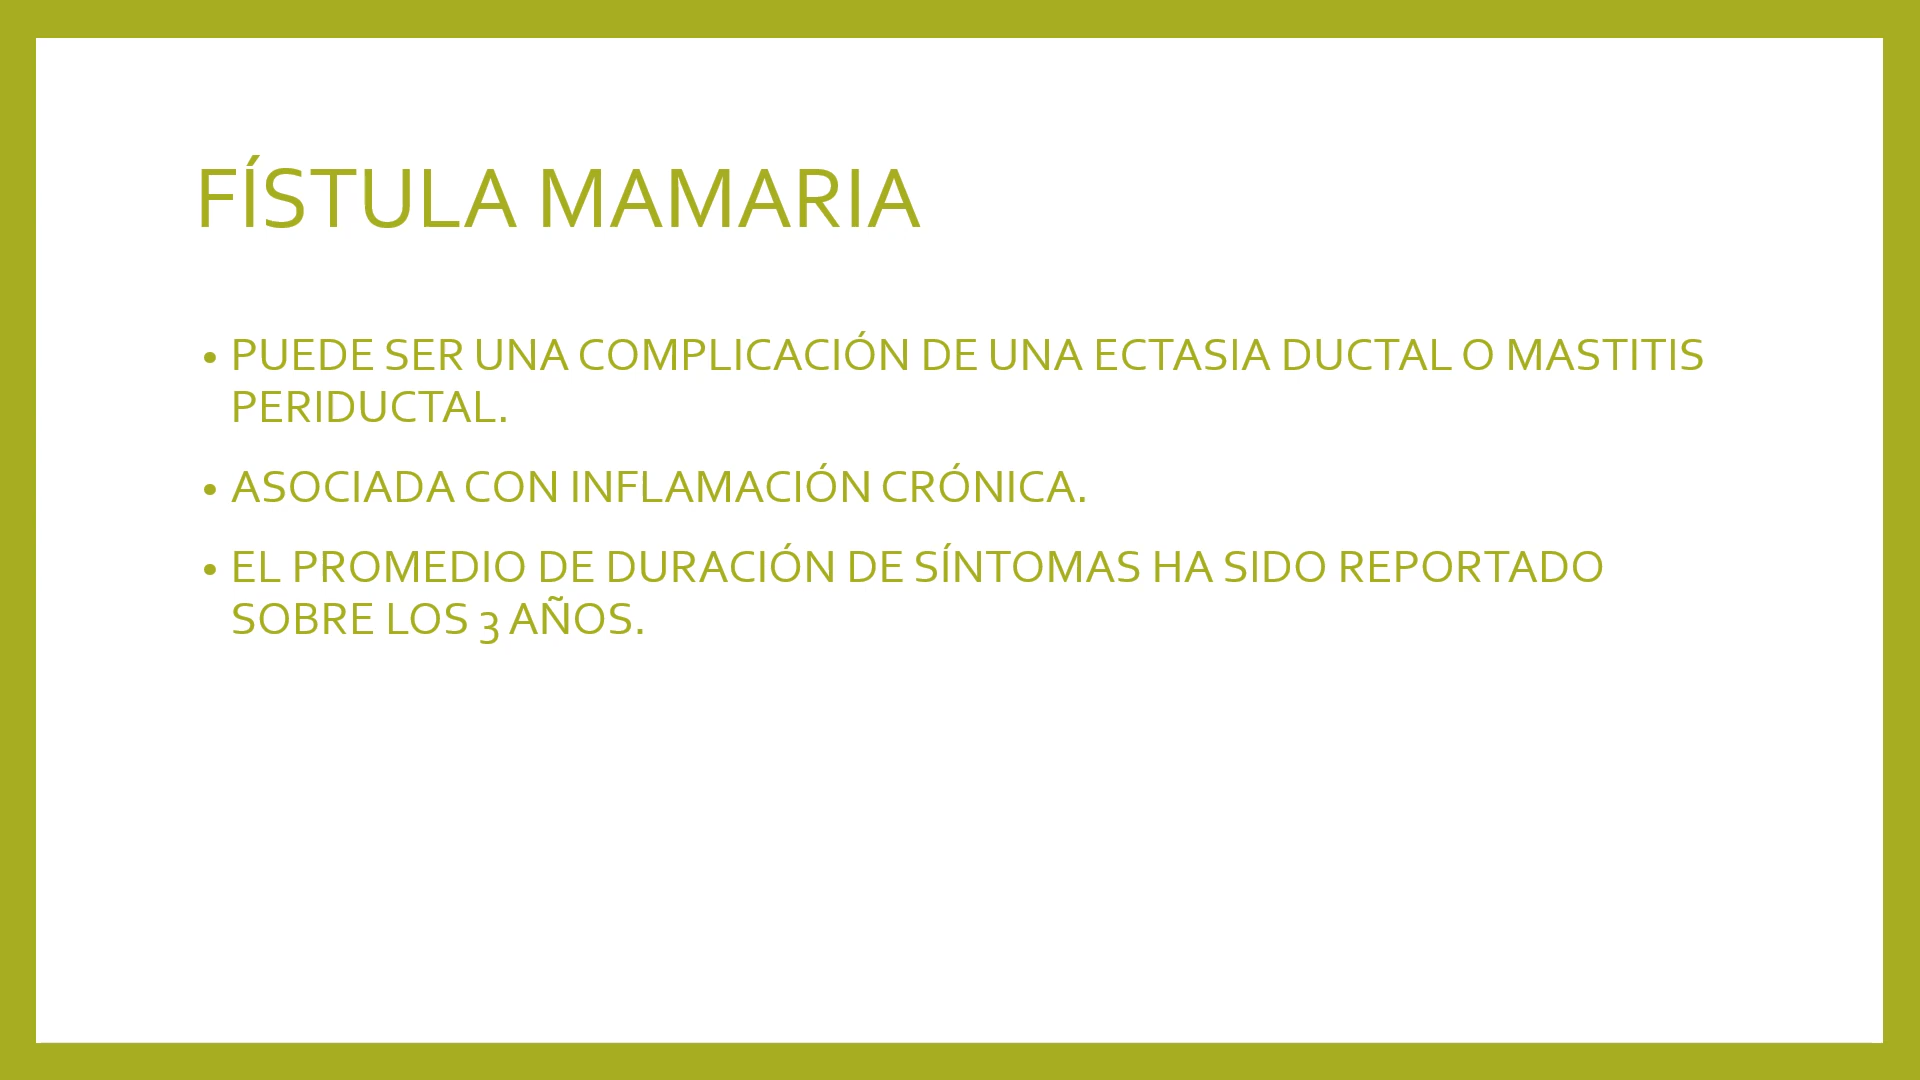 FÍSTULA MAMARIA
• PUEDE SER UNA COMPLICACIÓN DE UNA ECTASIA DUCTAL O MASTITIS
PERIDUCTAL.
• ASOCIADA CON INFLAMACIÓN CRÓNICA.
• EL PROMEDIO DE DURACIÓN DE SÍNTOMAS HA SIDO REPORTADO
SOBRE LOS 3 AÑOS.